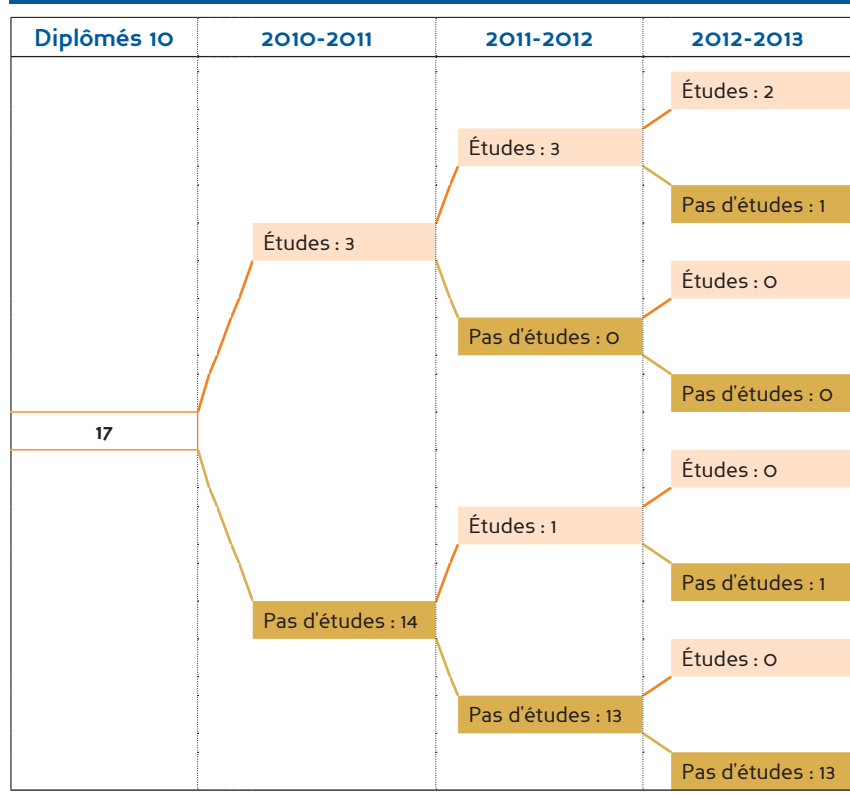 Diplômés 10 2010-2011 2011-2012 2012-2013
Études : 2
Études : 3
Pas d'études : 1
Études : 3
Études : 0
Pas d'études : 0
Pas d'études : 0
17
Études : 0
Études : 1
Pas d'études : 1
Pas d'études : 14
Études : 0
Pas d'études : 13
Pas d'études : 13